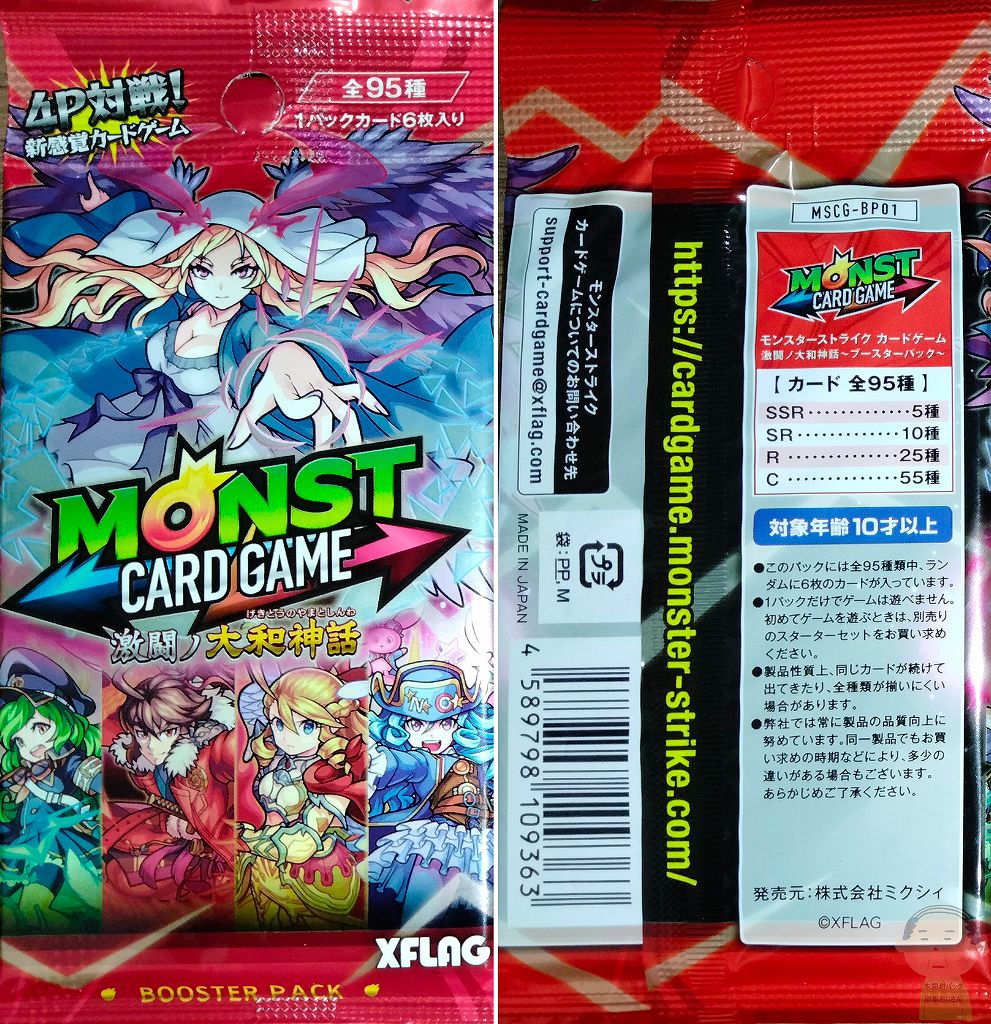 4P対戦!
新感覚カードゲーム
全95種
1パックカード6枚入り
MONST
CARD GAME
げきとうのやまとしんわ
激闘ノ大和神話
XFLAG
BOOSTER PACK
モンスターストライク
カードゲームについてのお問い合わせ先
support-cardgame@xflag.com
MADE IN JAPAN
プラ
袋:PP, M
4 589798 109363
https://cardgame.monster-strike.com/
MSCG-BP01
MONST
CARD GAME
モンスターストライク カードゲーム
激闘ノ大和神話〜ブースターパック〜
【 カード 全95種 】
SSR・・・・・・・・・・・・・5種
SR・・・・・・・・・・・・・10種
R・・・・・・・・・・・・・・25種
C・・・・・・・・・・・・・・55種
対象年齢10才以上
●このパックには全95種類中、ラン
ダムに6枚のカードが入っています。
●1パックだけでゲームは遊べません。
初めてゲームを遊ぶときは、別売り
のスターターセットをお買い求め
ください。
●製品性質上、同じカードが続けて
出てきたり、全種類が揃いにくい
場合があります。
●弊社では常に製品の品質向上に
努めています。同一製品でもお買
い求めの時期などにより、多少の
違いがある場合もございます。
あらかじめご了承ください。
発売元:株式会社ミクシィ
©XFLAG
未開封パック
収集おじさん